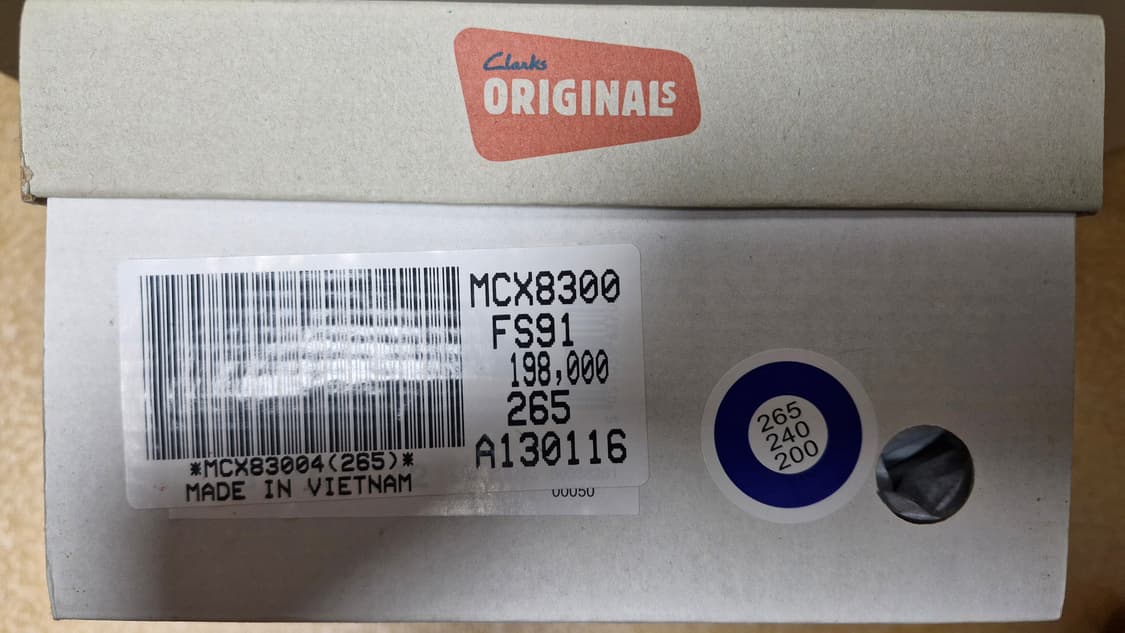 Clarks
ORIGINALS
MCX8300
FS91
198,000
265
A130116
*MCX83004(265)*
MADE IN VIETNAM
00050
265
240
200